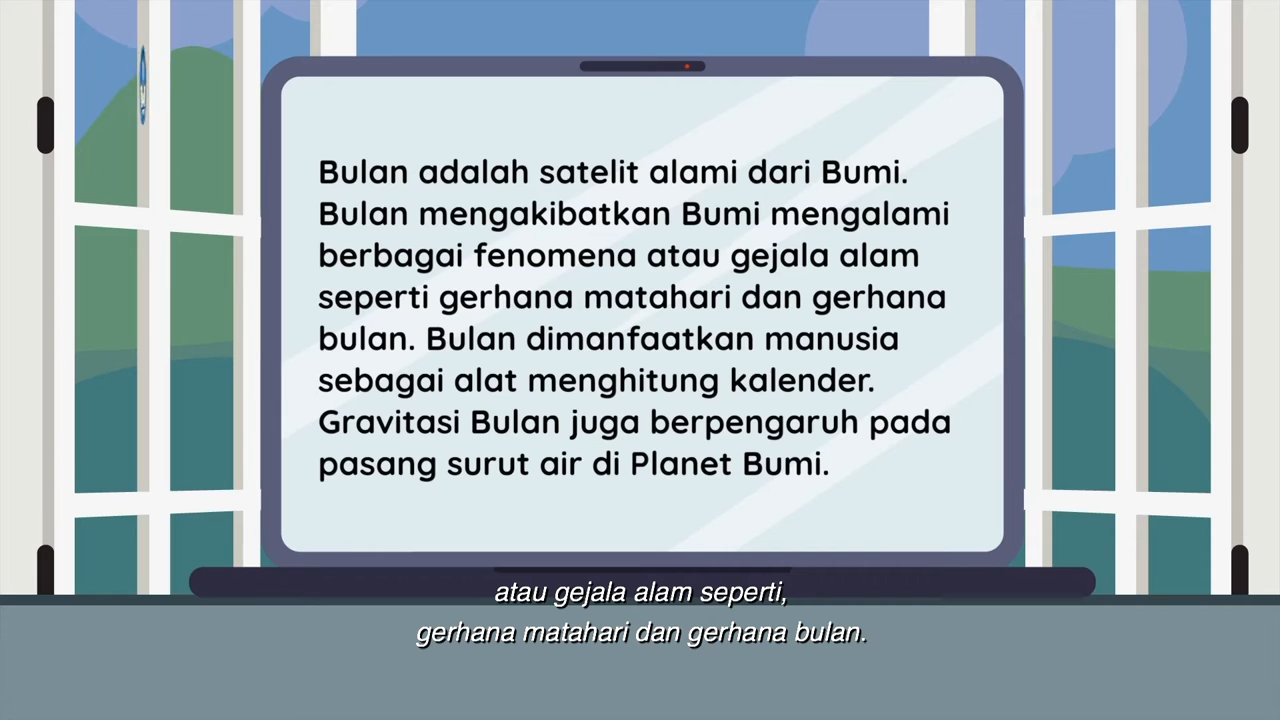 Bulan adalah satelit alami dari Bumi.
Bulan mengakibatkan Bumi mengalami
berbagai fenomena atau gejala alam
seperti gerhana matahari dan gerhana
bulan. Bulan dimanfaatkan manusia
sebagai alat menghitung kalender.
Gravitasi Bulan juga berpengaruh pada
pasang surut air di Planet Bumi.
atau gejala alam seperti,
gerhana matahari dan gerhana bulan.